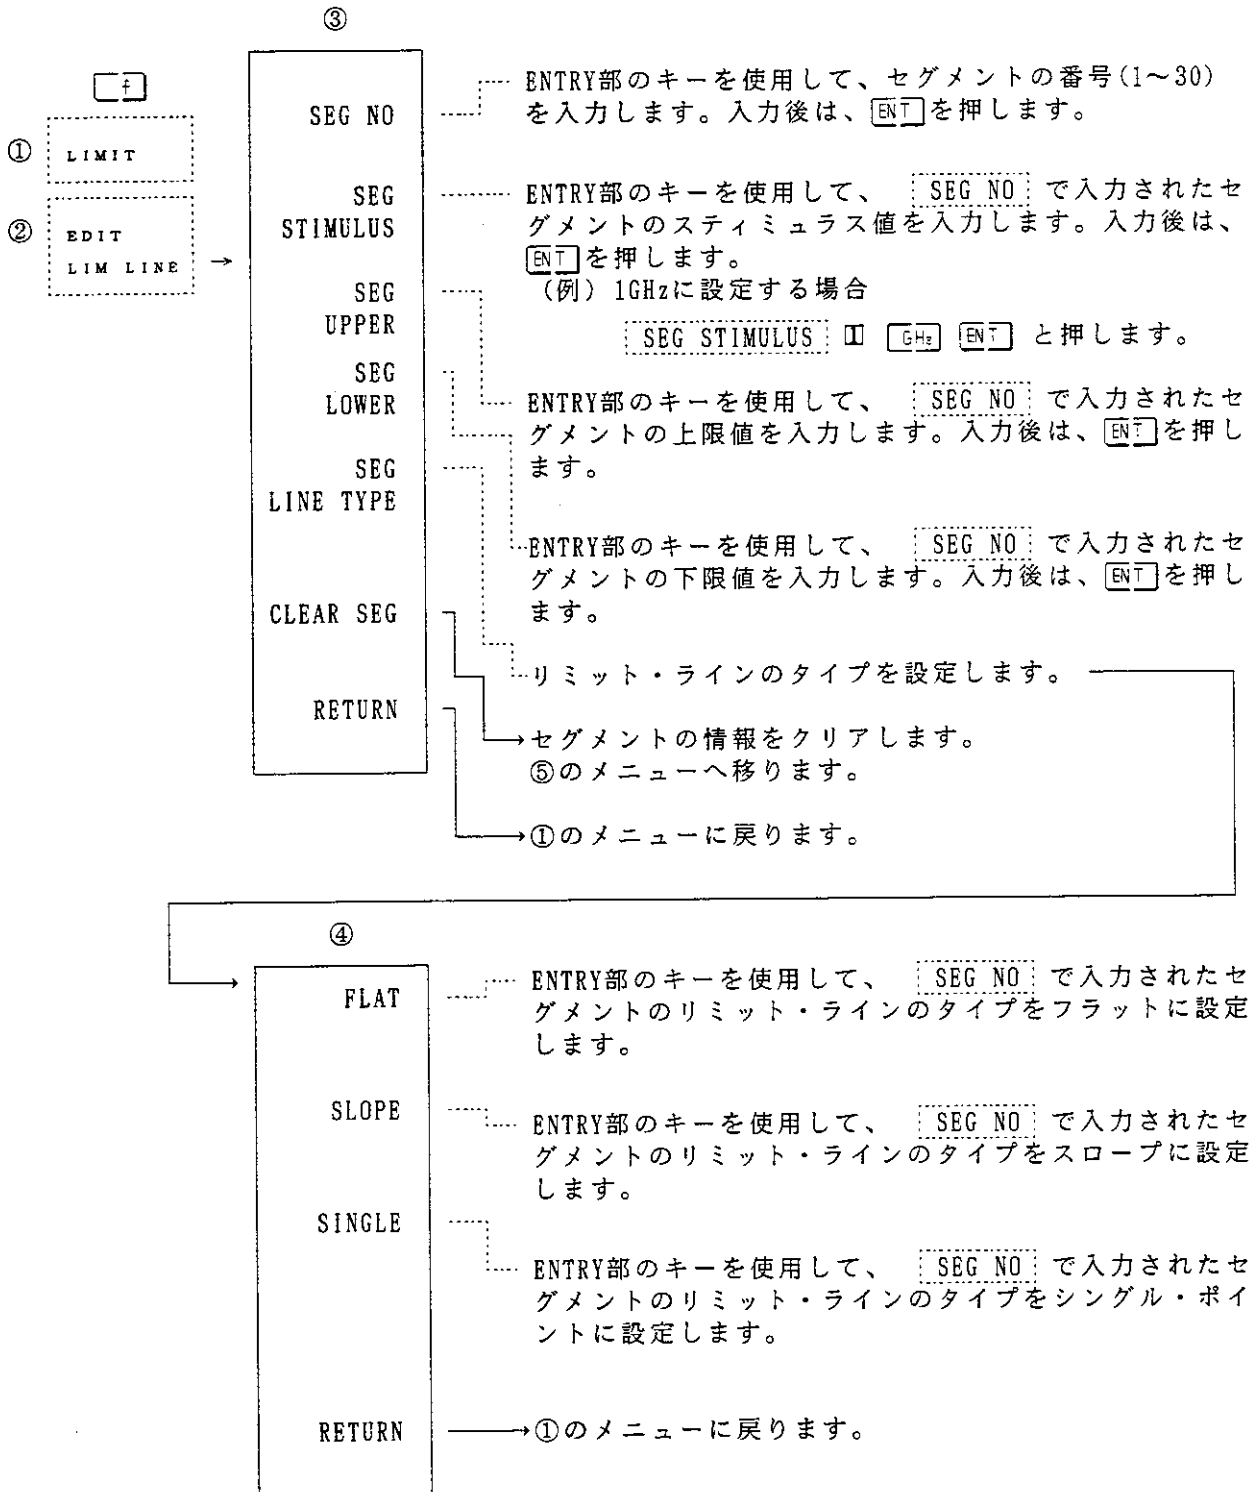 ③
f
① LIMIT
② EDIT
LIM LINE →
SEG NO
ENTRY部のキーを使用して、セグメントの番号(1～30)
を入力します。入力後は、ENTを押します。
SEG
STIMULUS
ENTRY部のキーを使用して、 SEG NO で入力されたセ
グメントのスティミュラス値を入力します。入力後は、
ENTを押します。
(例) 1GHzに設定する場合
SEG STIMULUS 1 GHz ENT と押します。
SEG
UPPER
ENTRY部のキーを使用して、 SEG NO で入力されたセ
グメントの上限値を入力します。入力後は、ENTを押し
ます。
SEG
LOWER
ENTRY部のキーを使用して、 SEG NO で入力されたセ
グメントの下限値を入力します。入力後は、ENTを押し
ます。
SEG
LINE TYPE
リミット・ラインのタイプを設定します。
CLEAR SEG
→セグメントの情報をクリアします。
⑤のメニューへ移ります。
RETURN
→①のメニューに戻ります。
④
FLAT
ENTRY部のキーを使用して、 SEG NO で入力されたセ
グメントのリミット・ラインのタイプをフラットに設定
します。
SLOPE
ENTRY部のキーを使用して、 SEG NO で入力されたセ
グメントのリミット・ラインのタイプをスロープに設定
します。
SINGLE
ENTRY部のキーを使用して、 SEG NO で入力されたセ
グメントのリミット・ラインのタイプをシングル・ポイ
ントに設定します。
RETURN
→①のメニューに戻ります。